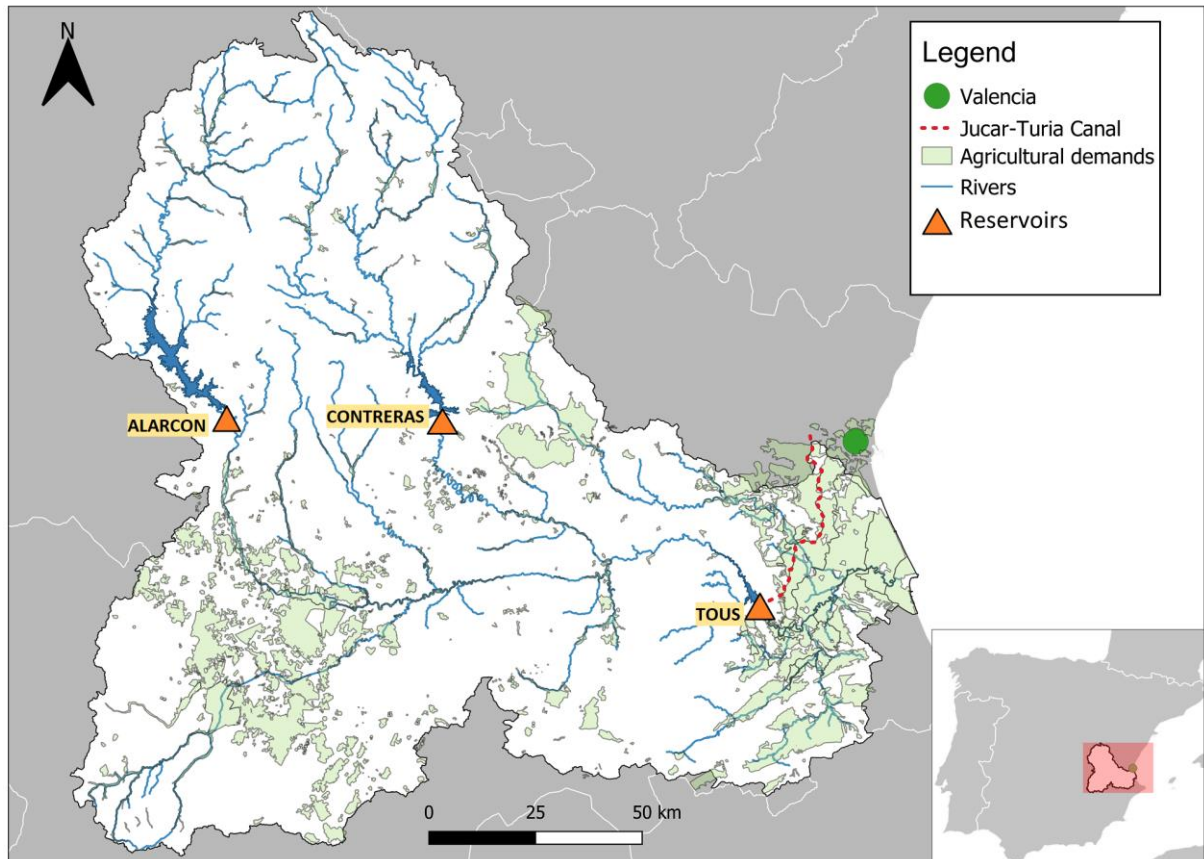 N
Legend
Valencia
Jucar-Turia Canal
Agricultural demands
Rivers
Reservoirs
ALARCON
CONTRERAS
TOUS
0 25 50 km